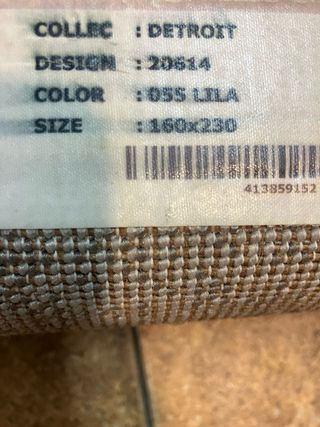 COLLEC : DETROIT
DESIGN : 20614
COLOR : 055 LILA
SIZE : 160x230
413859152